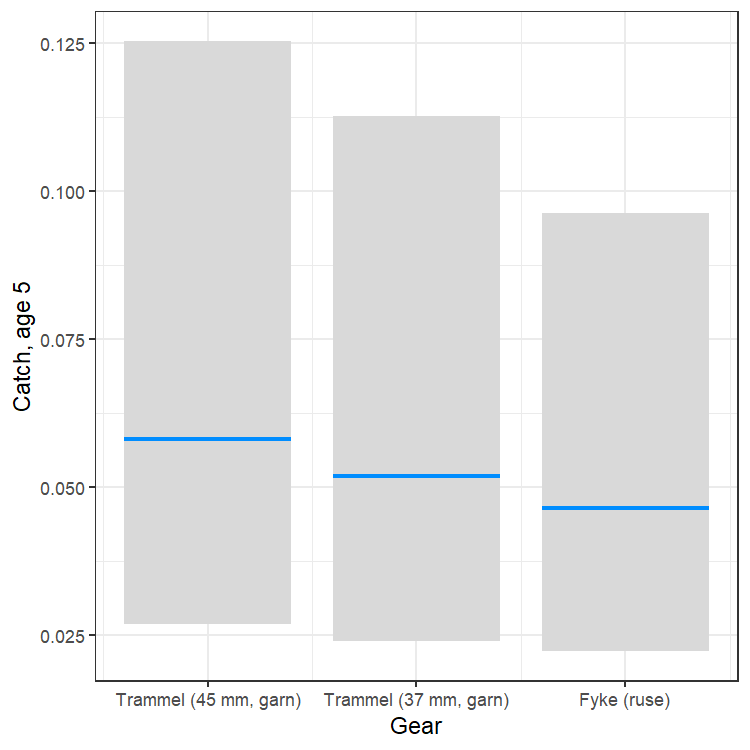 0.125
0.100
0.075
0.050
0.025
Catch, age 5
Trammel (45 mm, garn) Trammel (37 mm, garn) Fyke (ruse)
Gear